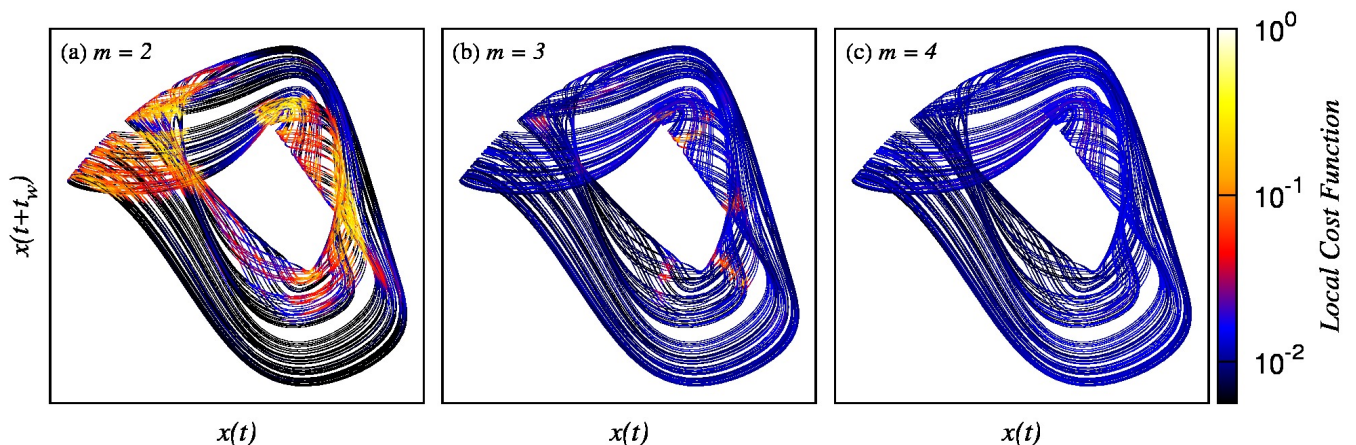 (a) m = 2
(b) m = 3
(c) m = 4
x(t+t_w)
x(t)
x(t)
x(t)
10^0
10^-1
10^-2
Local Cost Function